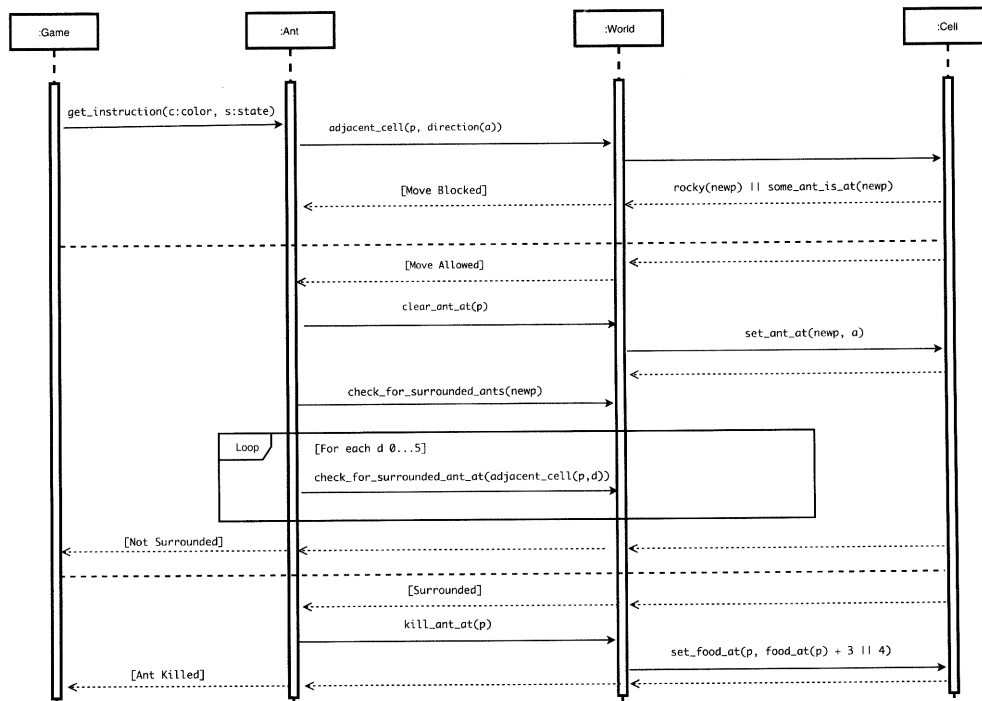 :Game
:Ant
:World
:Cell
get_instruction(c:color, s:state)
adjacent_cell(p, direction(a))
[Move Blocked]
rocky(newp) || some_ant_is_at(newp)
[Move Allowed]
clear_ant_at(p)
set_ant_at(newp, a)
check_for_surrounded_ants(newp)
Loop
[For each d 0...5]
check_for_surrounded_ant_at(adjacent_cell(p,d))
[Not Surrounded]
[Surrounded]
kill_ant_at(p)
set_food_at(p, food_at(p) + 3 || 4)
[Ant Killed]